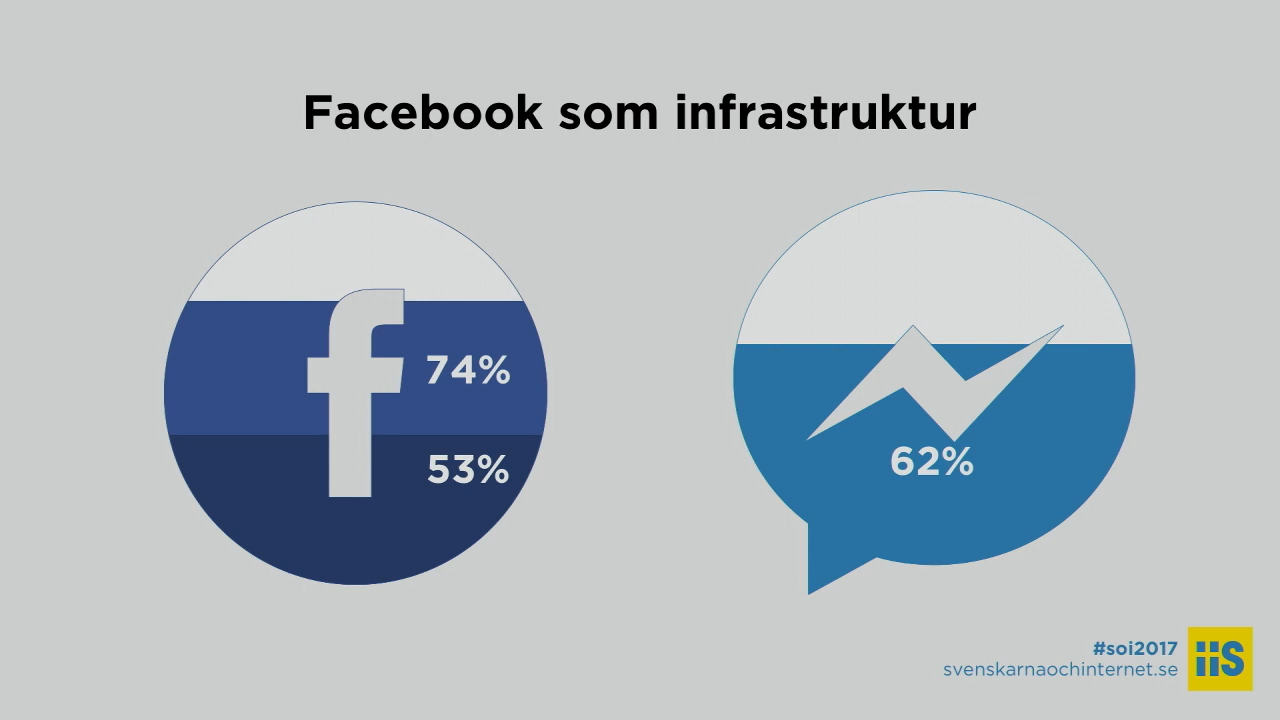 Facebook som infrastruktur
74%
53%
62%
#soi2017
svenskarnaochinternet.se
iis